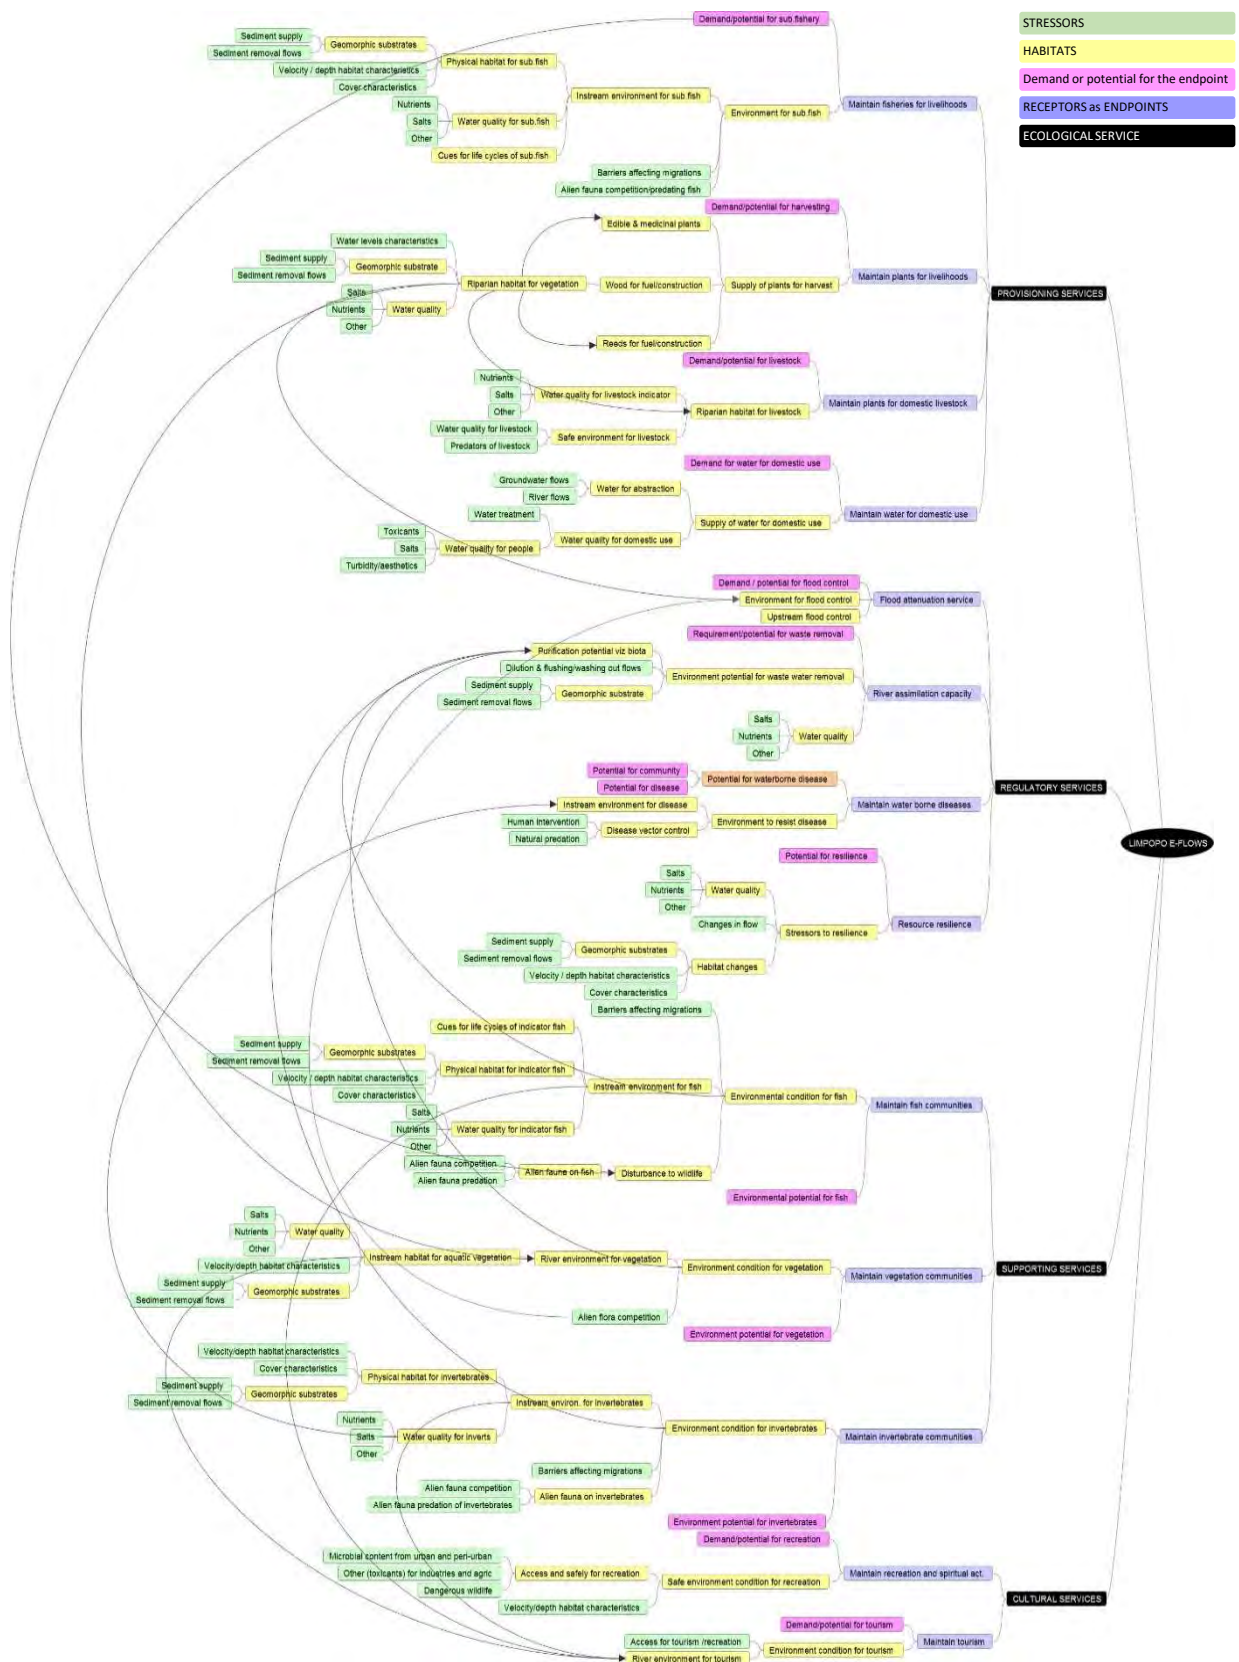 STRESSORS
HABITATS
Demand or potential for the endpoint
RECEPTORS as ENDPOINTS
ECOLOGICAL SERVICE
Demand/potential for sub.fishery
Sediment supply
Sediment removal flows
Geomorphic substrates
Velocity / depth habitat characteristics
Cover characteristics
Physical habitat for sub.fish
Nutrients
Salts
Other
Water quality for sub.fish
Cues for life cycles of sub.fish
Instream environment for sub.fish
Barriers affecting migrations
Alien fauna competition/predating fish
Environment for sub.fish
Maintain fisheries for livelihoods
Demand/potential for harvesting
Edible & medicinal plants
Water levels characteristics
Sediment supply
Sediment removal flows
Geomorphic substrate
Salts
Nutrients
Other
Water quality
Riparian habitat for vegetation
Wood for fuel/construction
Reeds for fuel/construction
Supply of plants for harvest
Maintain plants for livelihoods
PROVISIONING SERVICES
Demand/potential for livestock
Nutrients
Salts
Other
Water quality for livestock indicator
Water quality for livestock
Predators of livestock
Safe environment for livestock
Riparian habitat for livestock
Maintain plants for domestic livestock
Demand for water for domestic use
Groundwater flows
River flows
Water for abstraction
Water treatment
Toxicants
Salts
Turbidity/aesthetics
Water quality for people
Water quality for domestic use
Supply of water for domestic use
Maintain water for domestic use
Demand / potential for flood control
Environment for flood control
Upstream flood control
Flood attenuation service
Requirement/potential for waste removal
Purification potential viz biota
Dilution & flushing/washing out flows
Sediment supply
Sediment removal flows
Geomorphic substrate
Environment potential for waste water removal
Salts
Nutrients
Other
Water quality
River assimilation capacity
Potential for community
Potential for disease
Potential for waterborne disease
Instream environment for disease
Human Intervention
Natural predation
Disease vector control
Environment to resist disease
Maintain water borne diseases
REGULATORY SERVICES
LIMPOPO E-FLOWS
Potential for resilience
Salts
Nutrients
Other
Water quality
Changes in flow
Sediment supply
Sediment removal flows
Geomorphic substrates
Velocity / depth habitat characteristics
Cover characteristics
Habitat changes
Stressors to resilience
Resource resilience
Barriers affecting migrations
Cues for life cycles of indicator fish
Sediment supply
Sediment removal flows
Geomorphic substrates
Velocity / depth habitat characteristics
Cover characteristics
Physical habitat for indicator fish
Salts
Nutrients
Other
Water quality for indicator fish
Instream environment for fish
Alien fauna competition
Alien fauna predation
Alien fauna on fish
Disturbance to wildlife
Environmental condition for fish
Maintain fish communities
Environmental potential for fish
Salts
Nutrients
Other
Water quality
Velocity/depth habitat characteristics
Sediment supply
Sediment removal flows
Geomorphic substrates
Instream habitat for aquatic vegetation
River environment for vegetation
Alien flora competition
Environment condition for vegetation
Environment potential for vegetation
Maintain vegetation communities
SUPPORTING SERVICES
Velocity/depth habitat characteristics
Cover characteristics
Sediment supply
Sediment removal flows
Geomorphic substrates
Physical habitat for invertebrates
Nutrients
Salts
Other
Water quality for inverts
Instream environ. for invertebrates
Barriers affecting migrations
Alien fauna competition
Alien fauna predation of invertebrates
Alien fauna on invertebrates
Environment condition for invertebrates
Environment potential for invertebrates
Maintain invertebrate communities
Demand/potential for recreation
Microbial content from urban and peri-urban
Other (toxicants) for industries and agric
Dangerous wildlife
Access and safely for recreation
Velocity/depth habitat characteristics
Safe environment condition for recreation
Maintain recreation and spiritual act.
CULTURAL SERVICES
Demand/potential for tourism
Access for tourism /recreation
River environment for tourism
Environment condition for tourism
Maintain tourism